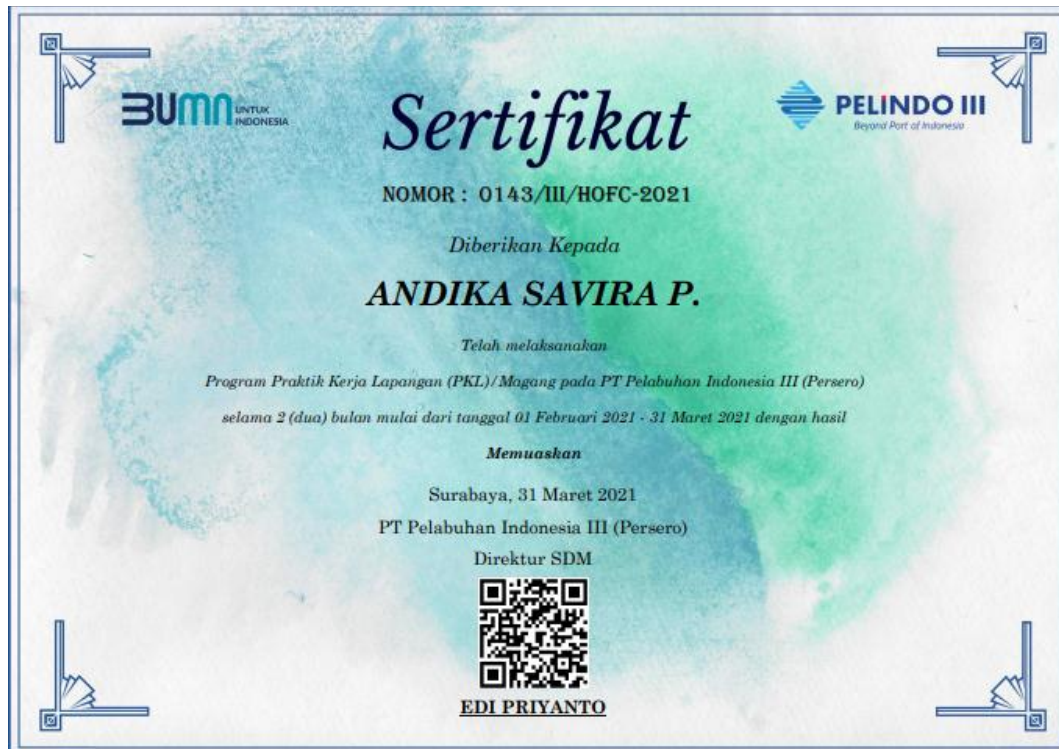 BUMN UNTUK INDONESIA
Sertifikat
PELINDO III
Beyond Port of Indonesia
NOMOR : 0143/III/HOFC-2021
Diberikan Kepada
ANDIKA SAVIRA P.
Telah melaksanakan
Program Praktik Kerja Lapangan (PKL)/Magang pada PT Pelabuhan Indonesia III (Persero)
selama 2 (dua) bulan mulai dari tanggal 01 Februari 2021 - 31 Maret 2021 dengan hasil
Memuaskan
Surabaya, 31 Maret 2021
PT Pelabuhan Indonesia III (Persero)
Direktur SDM
EDI PRIYANTO